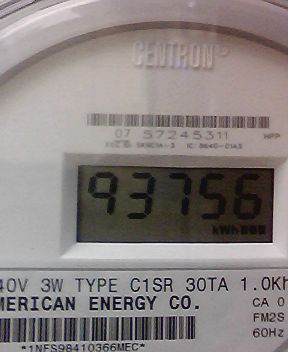 CENTRON
07 57245311 HPP
93756
kWh
40V 3W TYPE C1SR 30TA 1.0Kh
MERICAN ENERGY CO. CA 0
FM2S
60Hz
*1NFS98410366MEC*